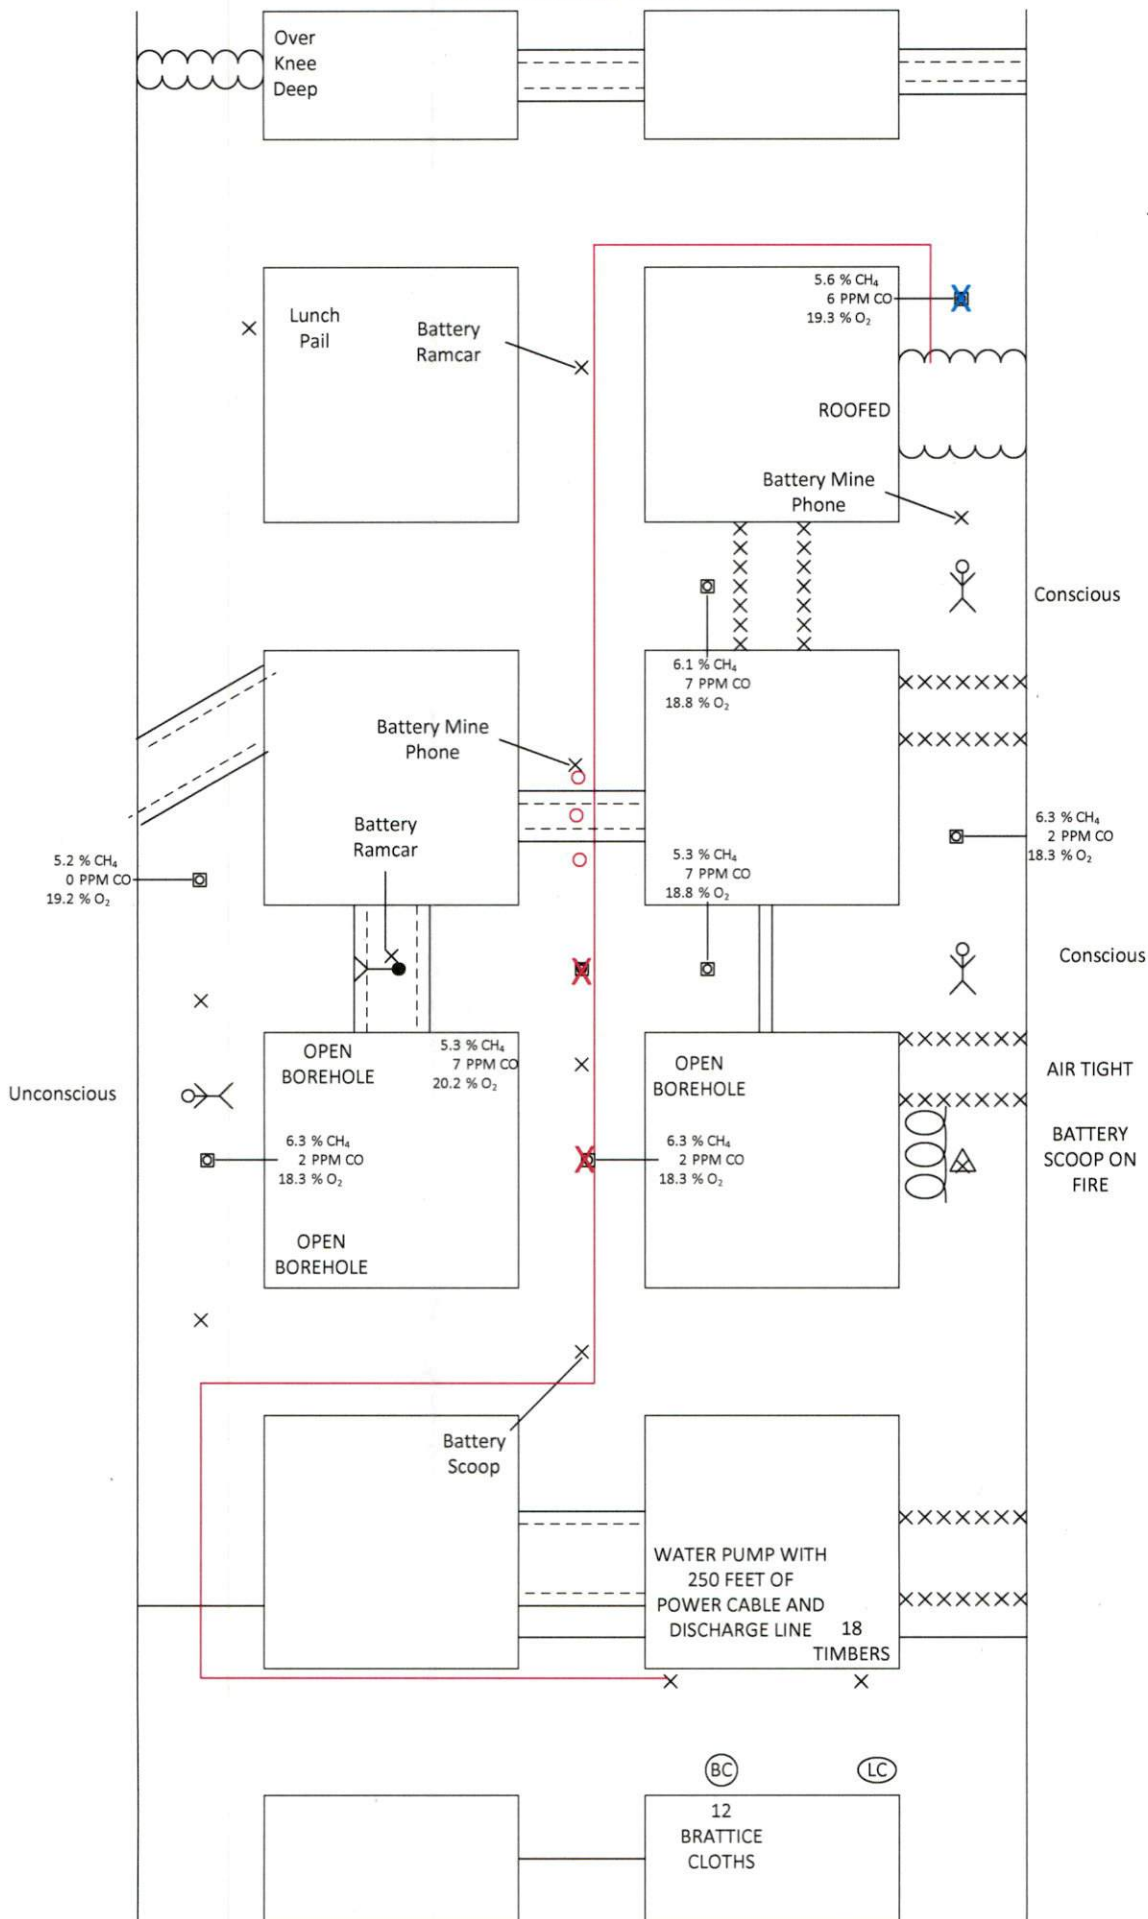 Over
Knee
Deep
5.6 % CH₄
6 PPM CO
19.3 % O₂
Lunch
Pail
Battery
Ramcar
ROOFED
Battery Mine
Phone
Conscious
6.1 % CH₄
7 PPM CO
18.8 % O₂
Battery Mine
Phone
Battery
Ramcar
6.3 % CH₄
2 PPM CO
18.3 % O₂
5.2 % CH₄
0 PPM CO
19.2 % O₂
5.3 % CH₄
7 PPM CO
18.8 % O₂
Conscious
OPEN
BOREHOLE
5.3 % CH₄
7 PPM CO
20.2 % O₂
OPEN
BOREHOLE
AIR TIGHT
Unconscious
BATTERY
SCOOP ON
FIRE
6.3 % CH₄
2 PPM CO
18.3 % O₂
6.3 % CH₄
2 PPM CO
18.3 % O₂
OPEN
BOREHOLE
Battery
Scoop
WATER PUMP WITH
250 FEET OF
POWER CABLE AND
DISCHARGE LINE
18
TIMBERS
BC
LC
12
BRATTICE
CLOTHS